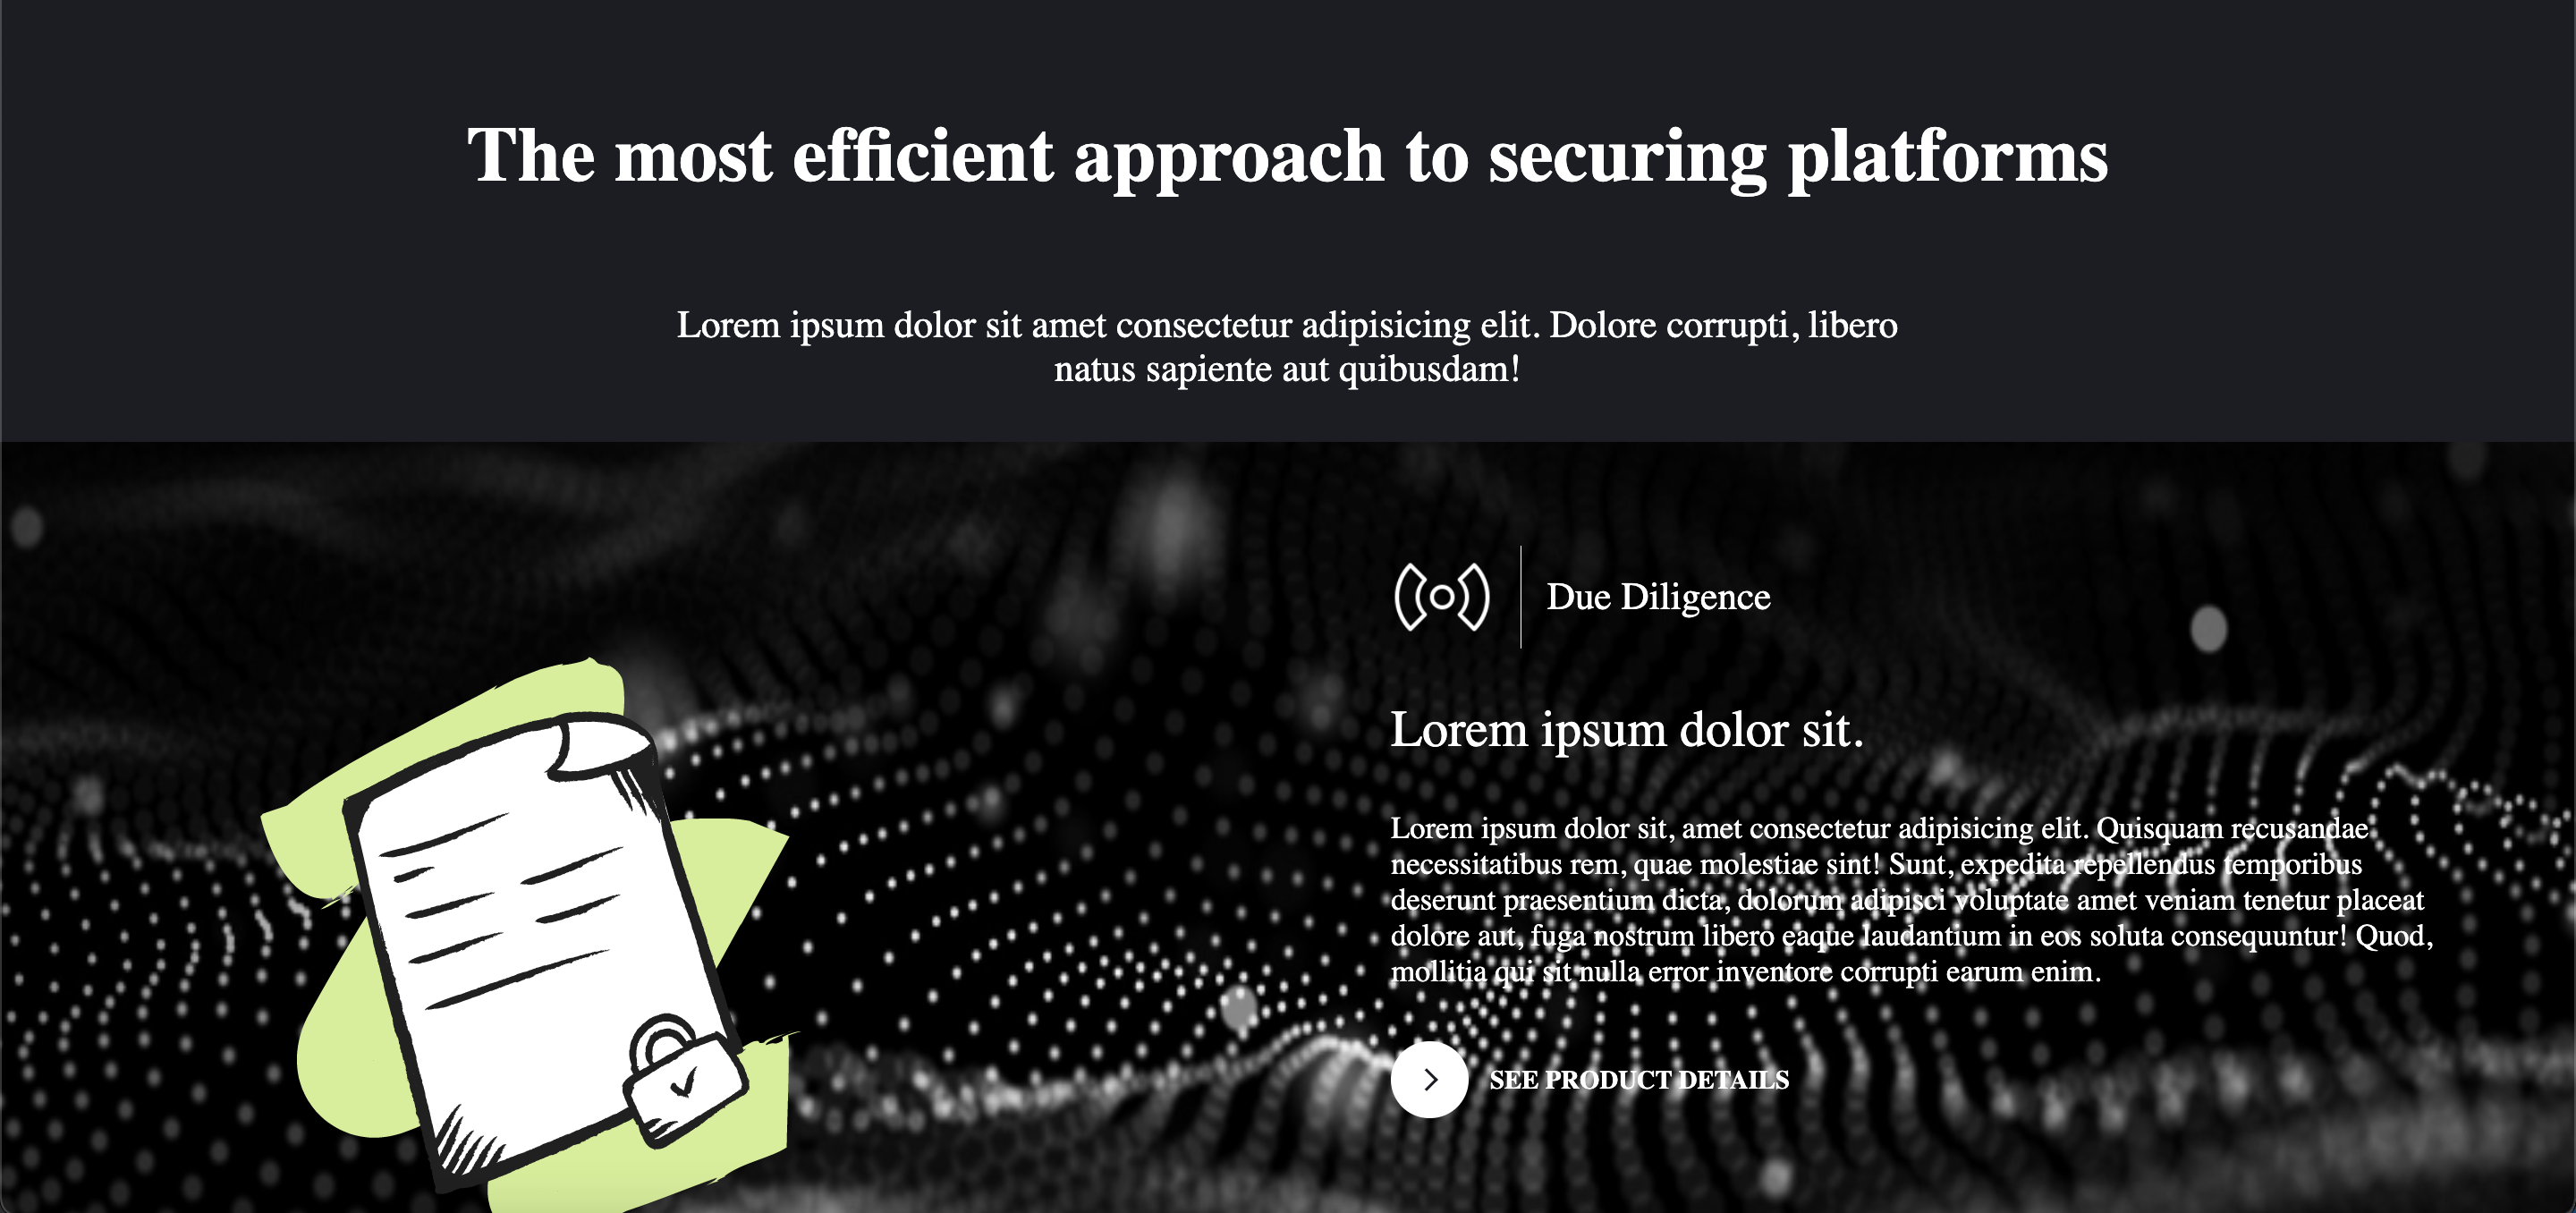 The most efficient approach to securing platforms
Lorem ipsum dolor sit amet consectetur adipisicing elit. Dolore corrupti, libero
natus sapiente aut quibusdam!
Due Diligence
Lorem ipsum dolor sit.
Lorem ipsum dolor sit, amet consectetur adipisicing elit. Quisquam recusandae
necessitatibus rem, quae molestiae sint! Sunt, expedita repellendus temporibus
deserunt praesentium dicta, dolorum adipisci voluptate amet veniam tenetur placeat
dolore aut, fuga nostrum libero eaque laudantium in eos soluta consequuntur! Quod,
mollitia qui sit nulla error inventore corrupti earum enim.
SEE PRODUCT DETAILS